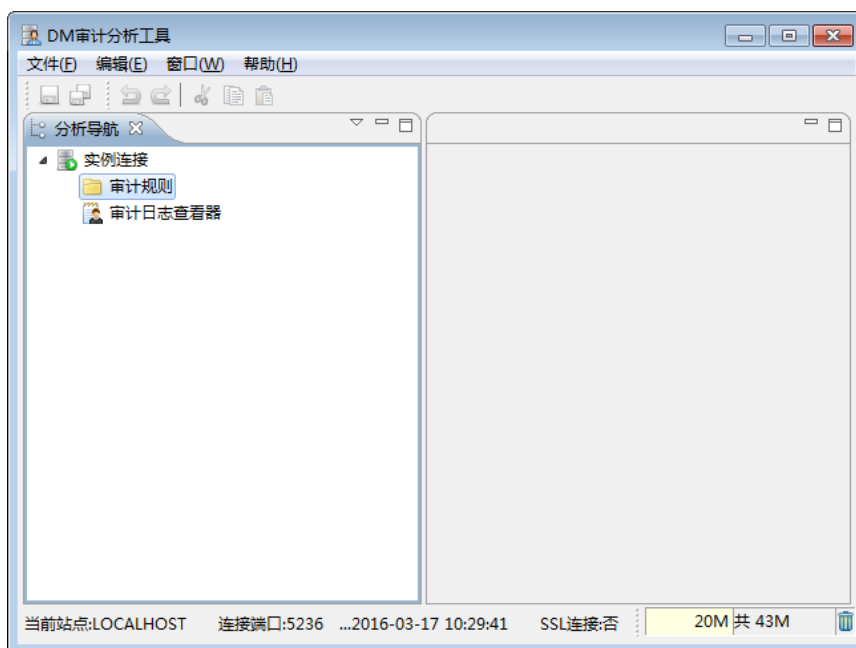 DM审计分析工具
文件(F) 编辑(E) 窗口(W) 帮助(H)
分析导航
实例连接
审计规则
审计日志查看器
当前站点:LOCALHOST 连接端口:5236 ...2016-03-17 10:29:41 SSL连接:否 20M 共 43M